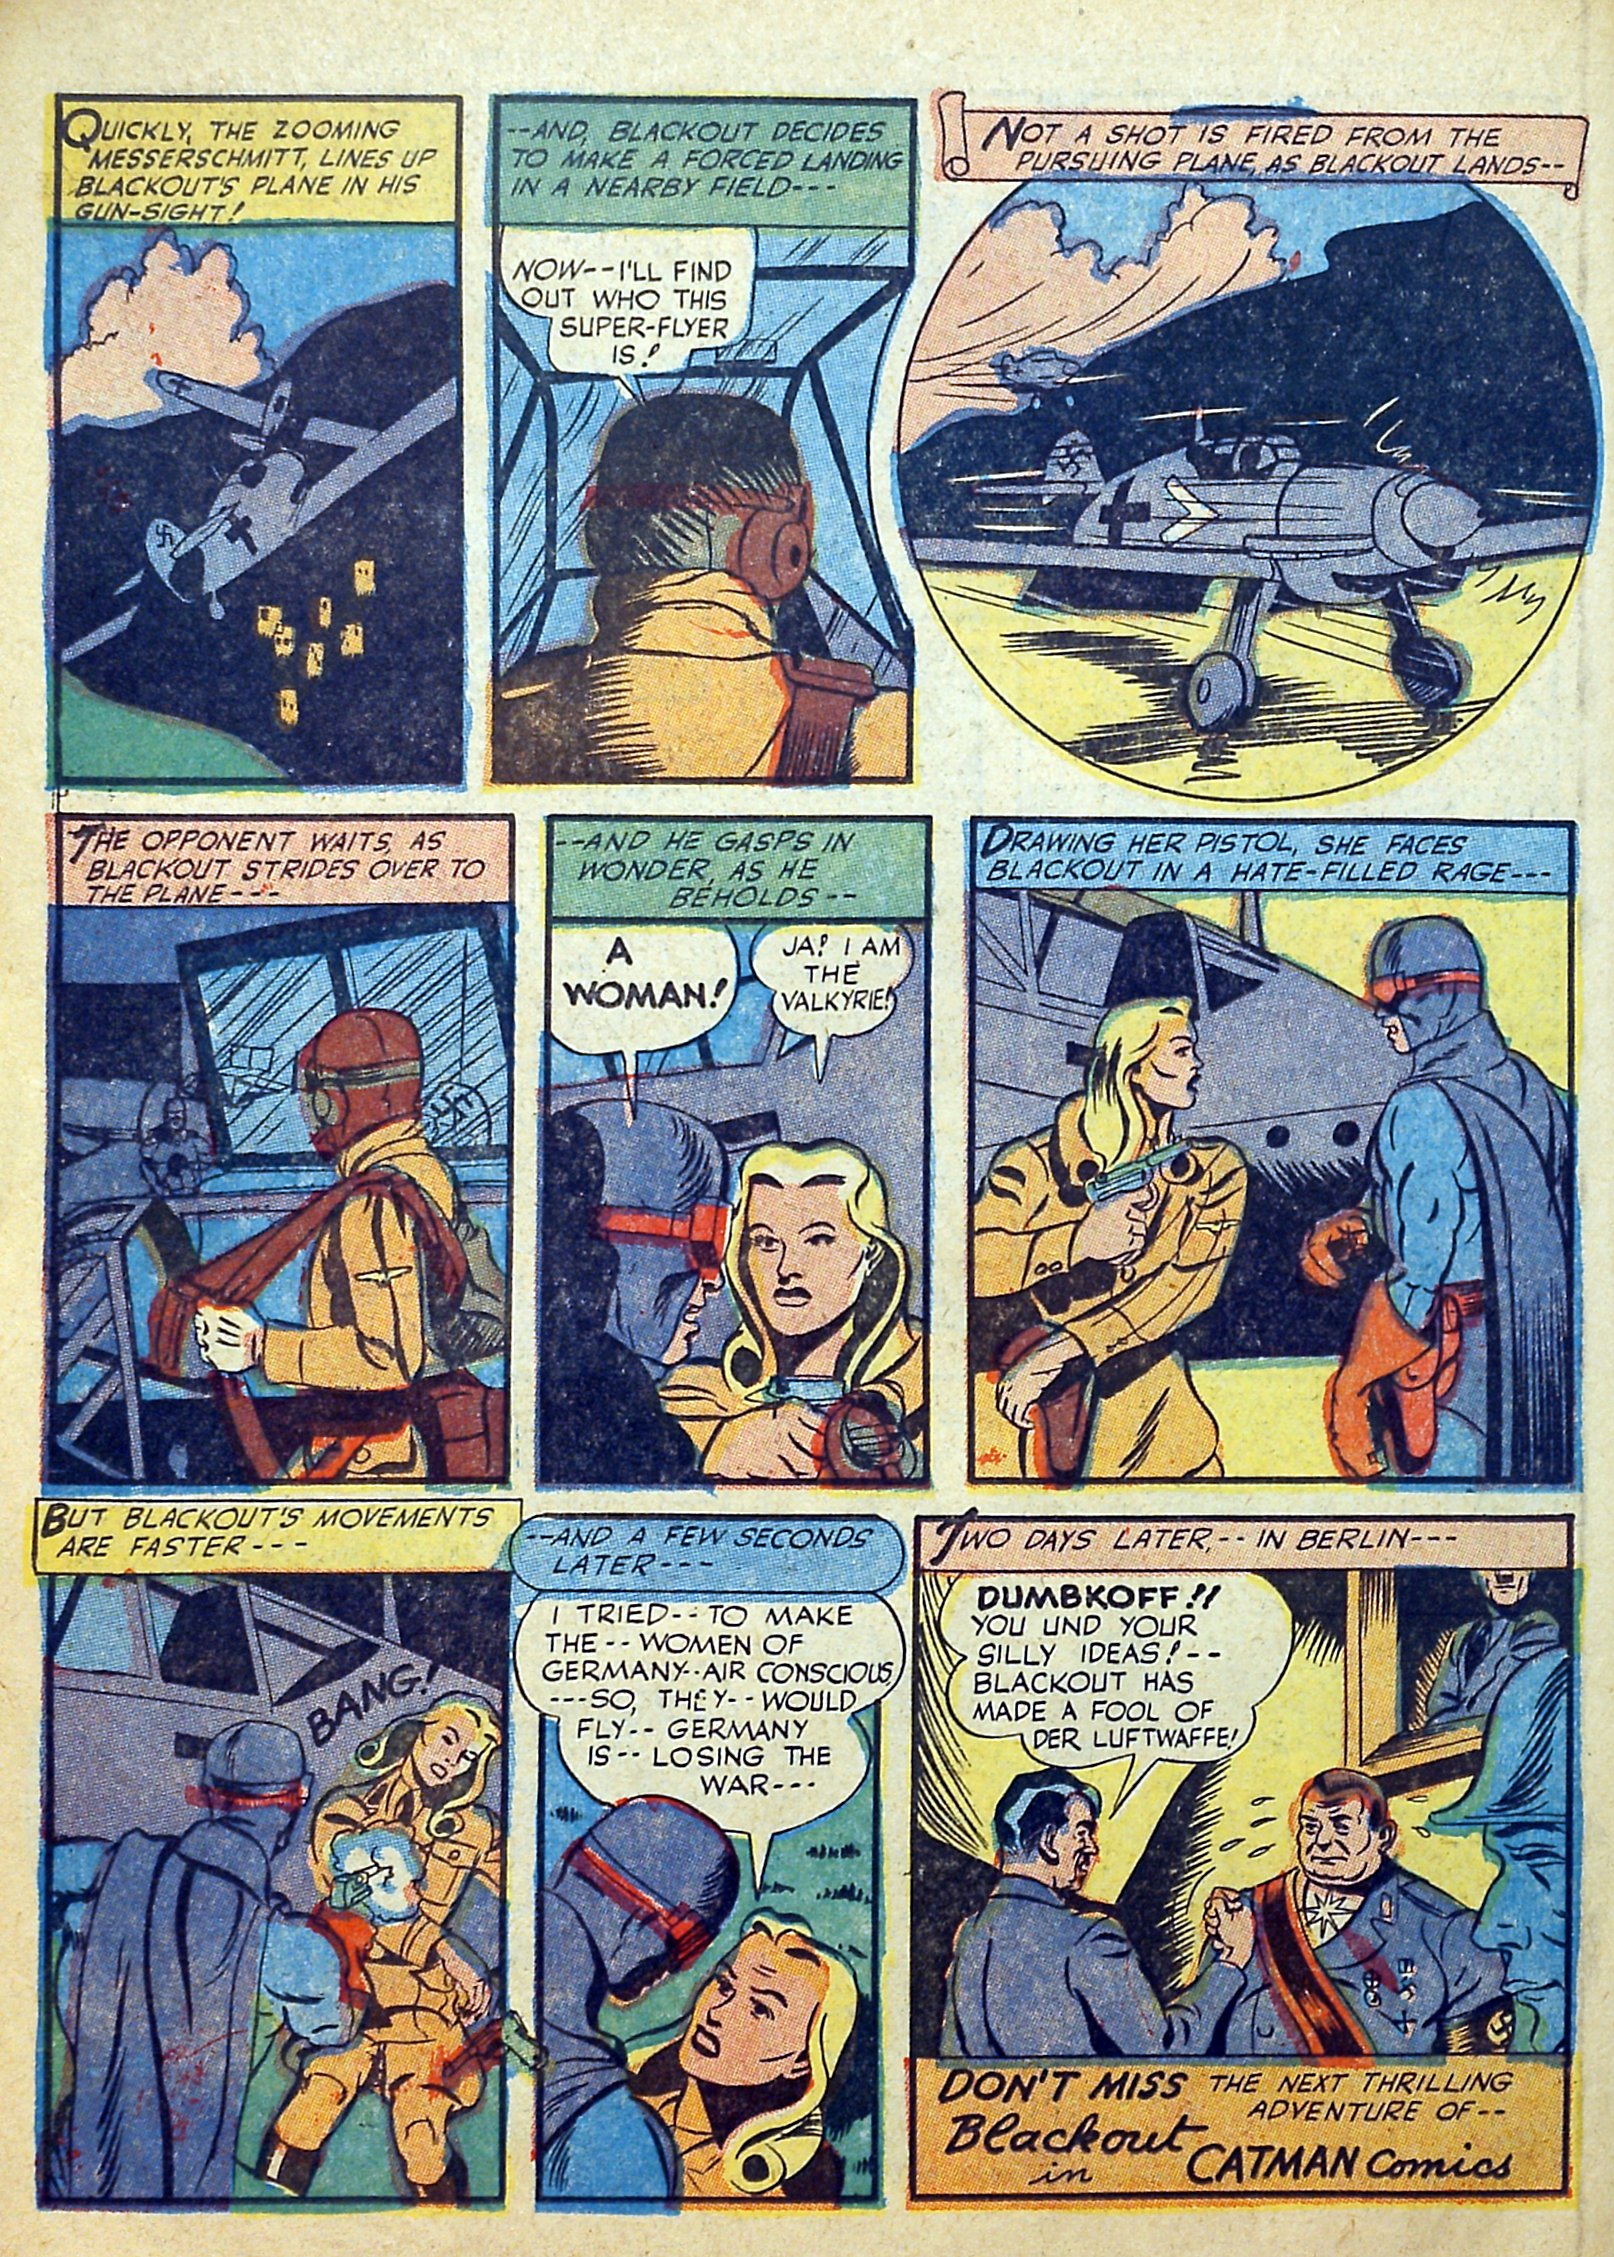 QUICKLY, THE ZOOMING
MESSERSCHMITT, LINES UP
BLACKOUT'S PLANE IN HIS
GUN-SIGHT!
--AND, BLACKOUT DECIDES
TO MAKE A FORCED LANDING
IN A NEARBY FIELD---
NOW--I'LL FIND
OUT WHO THIS
SUPER-FLYER
IS!
NOT A SHOT IS FIRED FROM THE
PURSUING PLANE, AS BLACKOUT LANDS--
THE OPPONENT WAITS, AS
BLACKOUT STRIDES OVER TO
THE PLANE---
--AND HE GASPS IN
WONDER, AS HE
BEHOLDS--
A
WOMAN!
JA! I AM
THE
VALKYRIE!
DRAWING HER PISTOL, SHE FACES
BLACKOUT IN A HATE-FILLED RAGE---
BUT BLACKOUT'S MOVEMENTS
ARE FASTER---
BANG!
--AND A FEW SECONDS
LATER---
I TRIED--TO MAKE
THE--WOMEN OF
GERMANY--AIR CONSCIOUS,
---SO, THEY--WOULD
FLY--GERMANY
IS--LOSING THE
WAR---
TWO DAYS LATER,--IN BERLIN---
DUMBKOFF!!
YOU UND YOUR
SILLY IDEAS!--
BLACKOUT HAS
MADE A FOOL OF
DER LUFTWAFFE!
DON'T MISS THE NEXT THRILLING
ADVENTURE OF--
Blackout
in CATMAN Comics